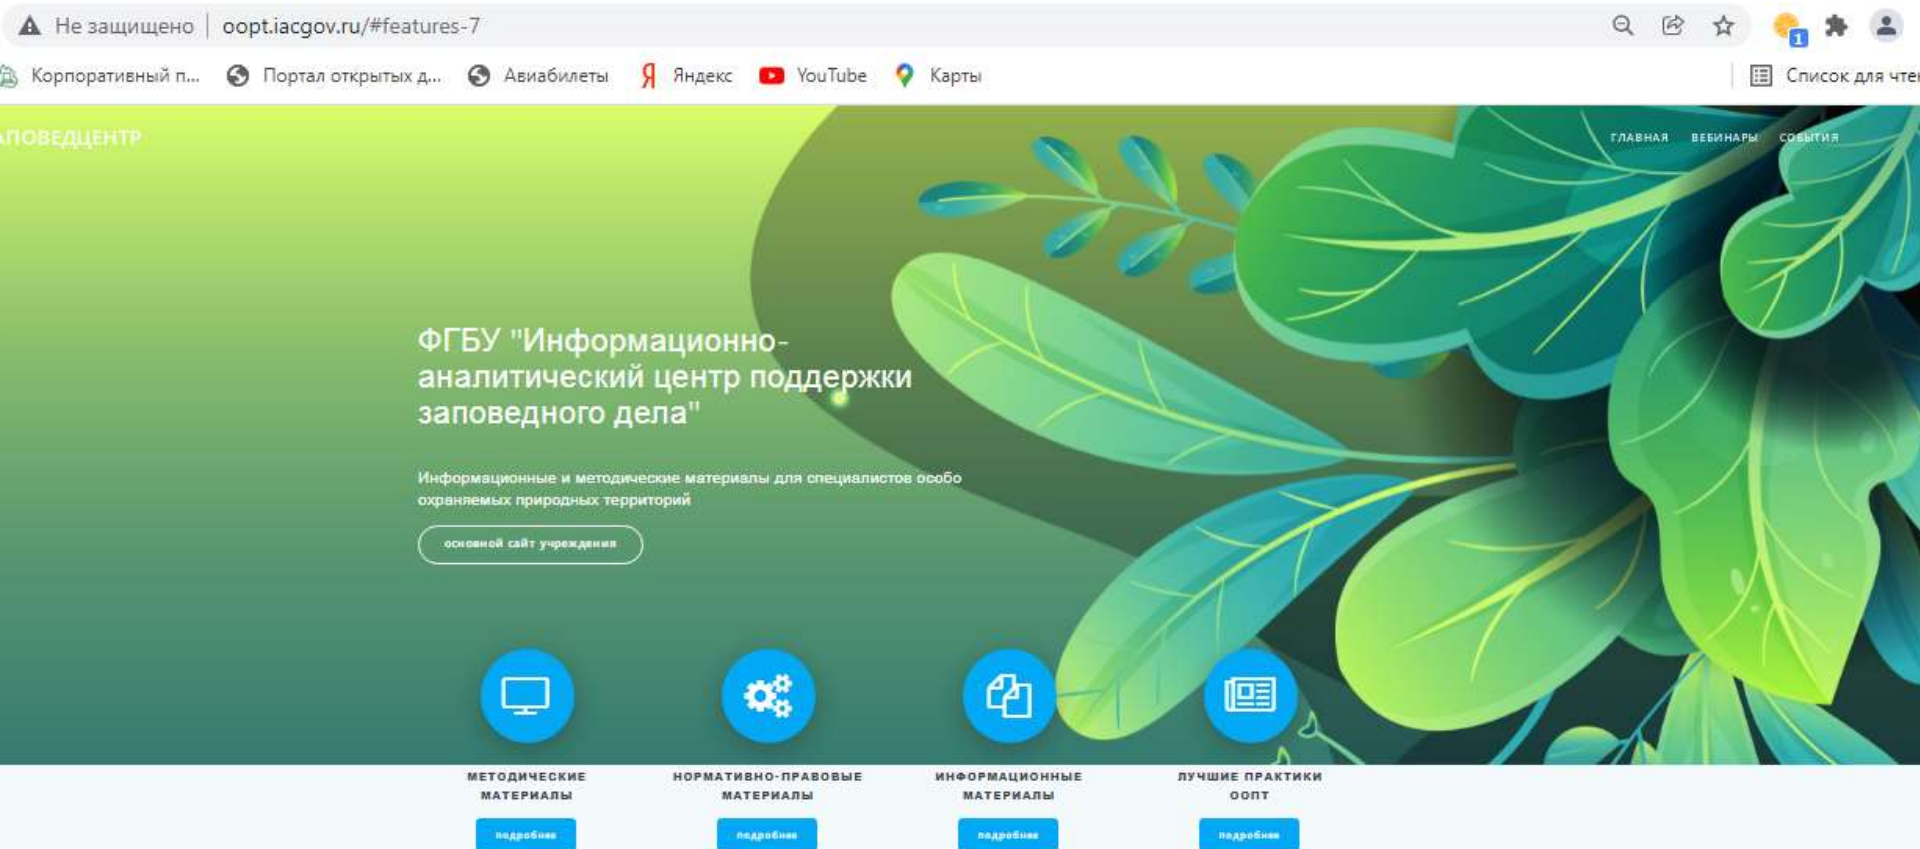 Не защищено | oopt.iacgov.ru/#features-7
1
Корпоративный п... Портал открытых д... Авиабилеты Яндекс YouTube Карты Список для чте
АПОВЕДЦЕНТР
ГЛАВНАЯ ВЕБИНАРЫ СОБЫТИЯ
ФГБУ "Информационно-
аналитический центр поддержки
заповедного дела"
Информационные и методические материалы для специалистов особо
охраняемых природных территорий
основной сайт учреждения
МЕТОДИЧЕСКИЕ
МАТЕРИАЛЫ
подробнее
НОРМАТИВНО-ПРАВОВЫЕ
МАТЕРИАЛЫ
подробнее
ИНФОРМАЦИОННЫЕ
МАТЕРИАЛЫ
подробнее
ЛУЧШИЕ ПРАКТИКИ
ООПТ
подробнее